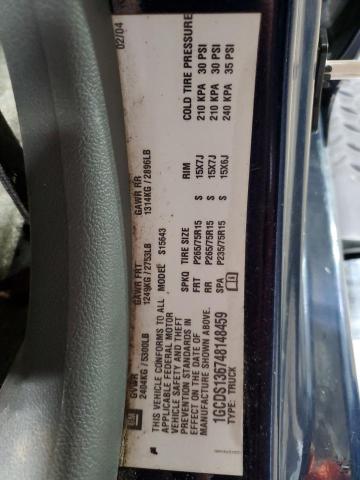 02/04
GVWR GAWR FRT GAWR RR
2404KG / 5300LB 1249KG / 2753LB 1314KG / 2896LB
THIS VEHICLE CONFORMS TO ALL MODEL S15643
APPLICABLE FEDERAL MOTOR
VEHICLE SAFETY AND THEFT
PREVENTION STANDARDS IN
EFFECT ON THE DATE OF
MANUFACTURE SHOWN ABOVE.
1GCDS136748148459
TYPE: TRUCK
SPKQ TIRE SIZE RIM COLD TIRE PRESSURE
FRT P265/75R15 S 15X7J 210 KPA 30 PSI
RR P265/75R15 S 15X7J 210 KPA 30 PSI
SPA P235/75R15 S 15X6J 240 KPA 35 PSI